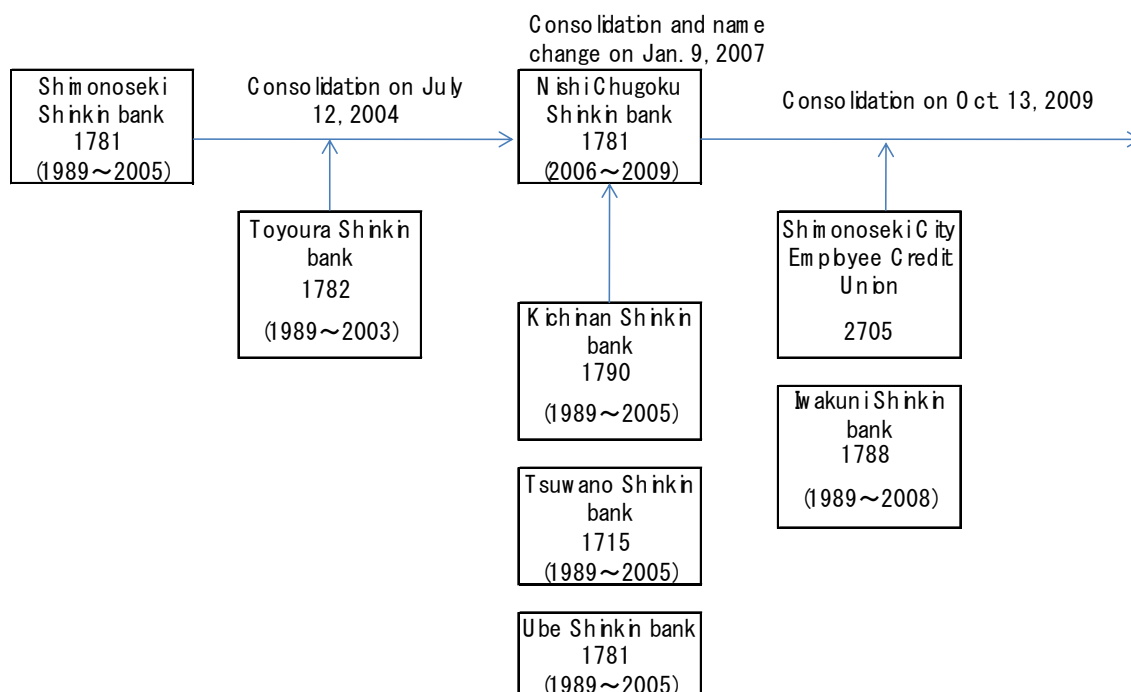 Consolidation and name
change on Jan. 9, 2007
Shimonoseki
Shinkin bank
1781
(1989～2005)
Consolidation on July
12, 2004
Nishi Chugoku
Shinkin bank
1781
(2006～2009)
Consolidation on Oct. 13, 2009
Toyoura Shinkin
bank
1782
(1989～2003)
Kichinan Shinkin
bank
1790
(1989～2005)
Tsuwano Shinkin
bank
1715
(1989～2005)
Ube Shinkin bank
1781
(1989～2005)
Shimonoseki City
Employee Credit
Union
2705
Iwakuni Shinkin
bank
1788
(1989～2008)